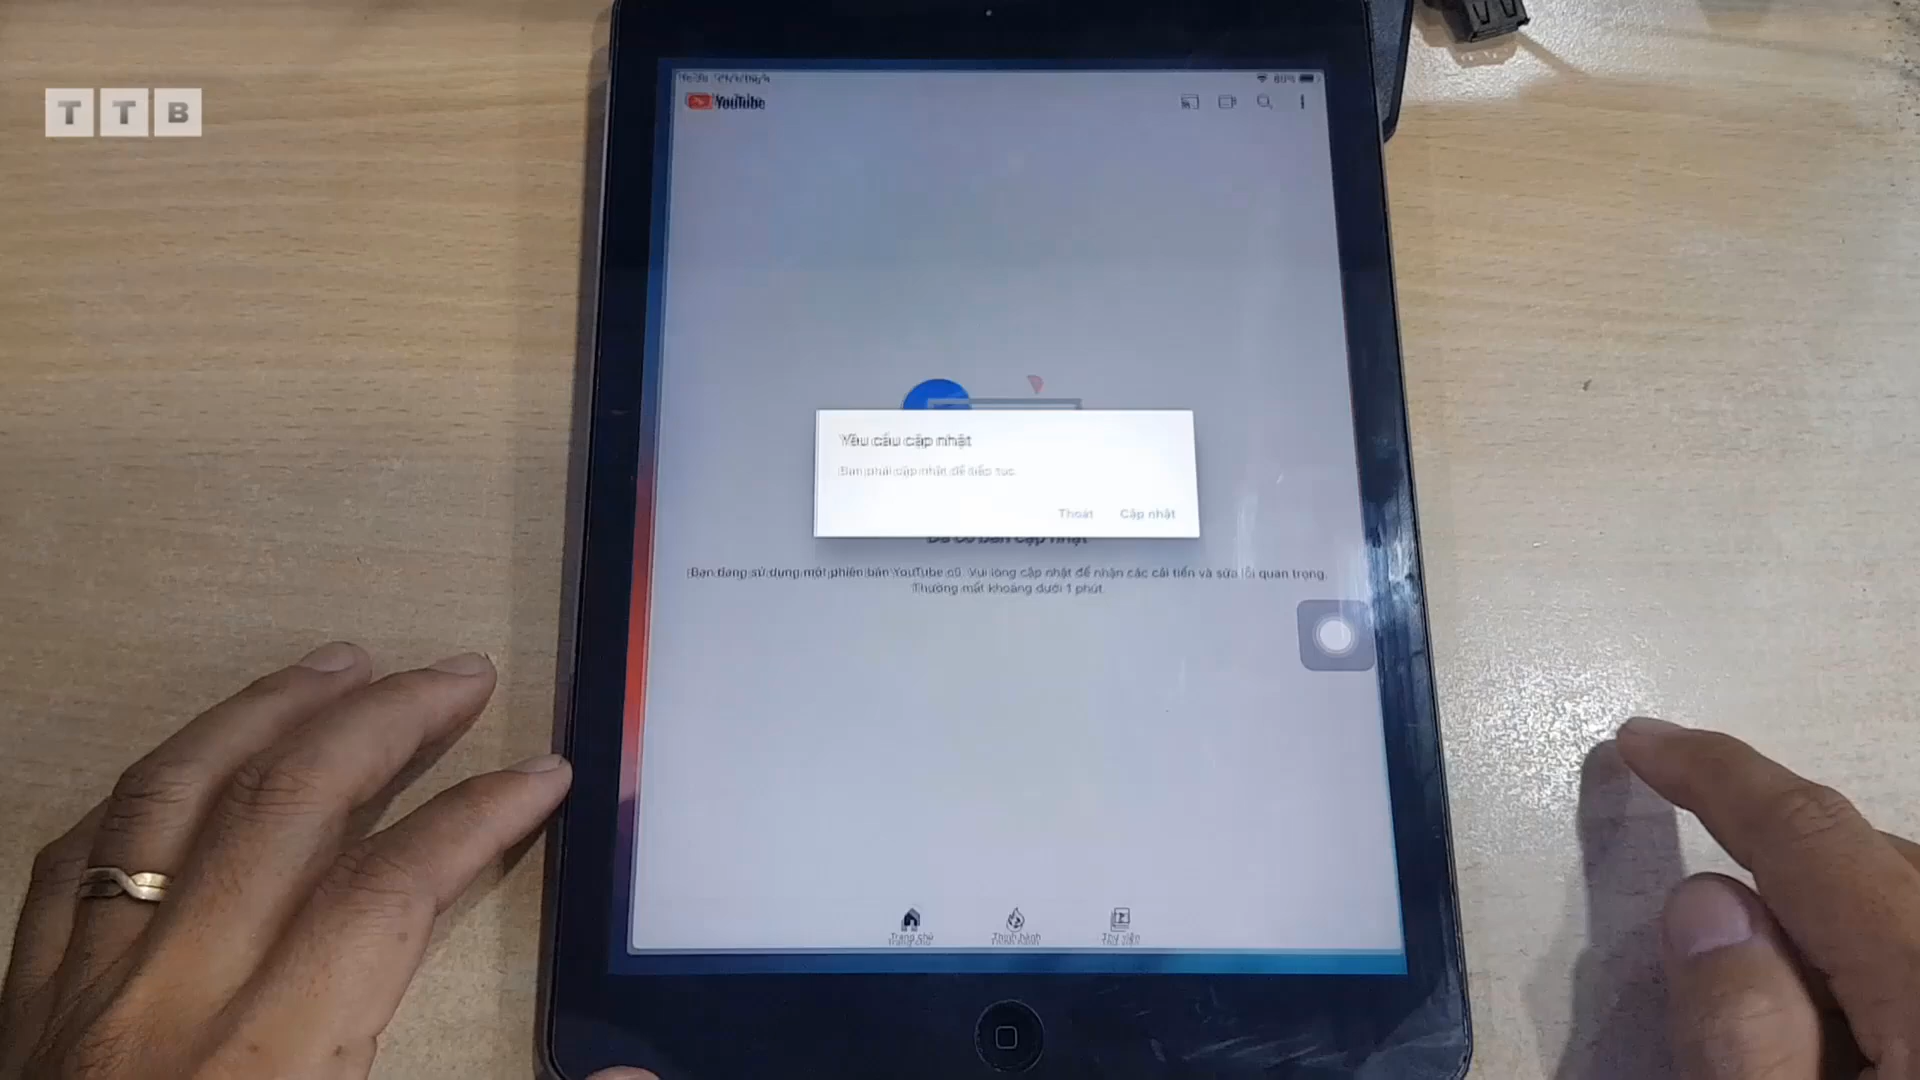 TTB
80%
YouTube
Yêu cầu cập nhật
Bạn phải cập nhật để tiếp tục.
Thoát Cập nhật
Đã có bản cập nhật
Bạn đang sử dụng một phiên bản YouTube cũ. Vui lòng cập nhật để nhận các cải tiến và sửa lỗi quan trọng.
Thường mất khoảng dưới 1 phút.
Trang chủ Thịnh hành Thư viện